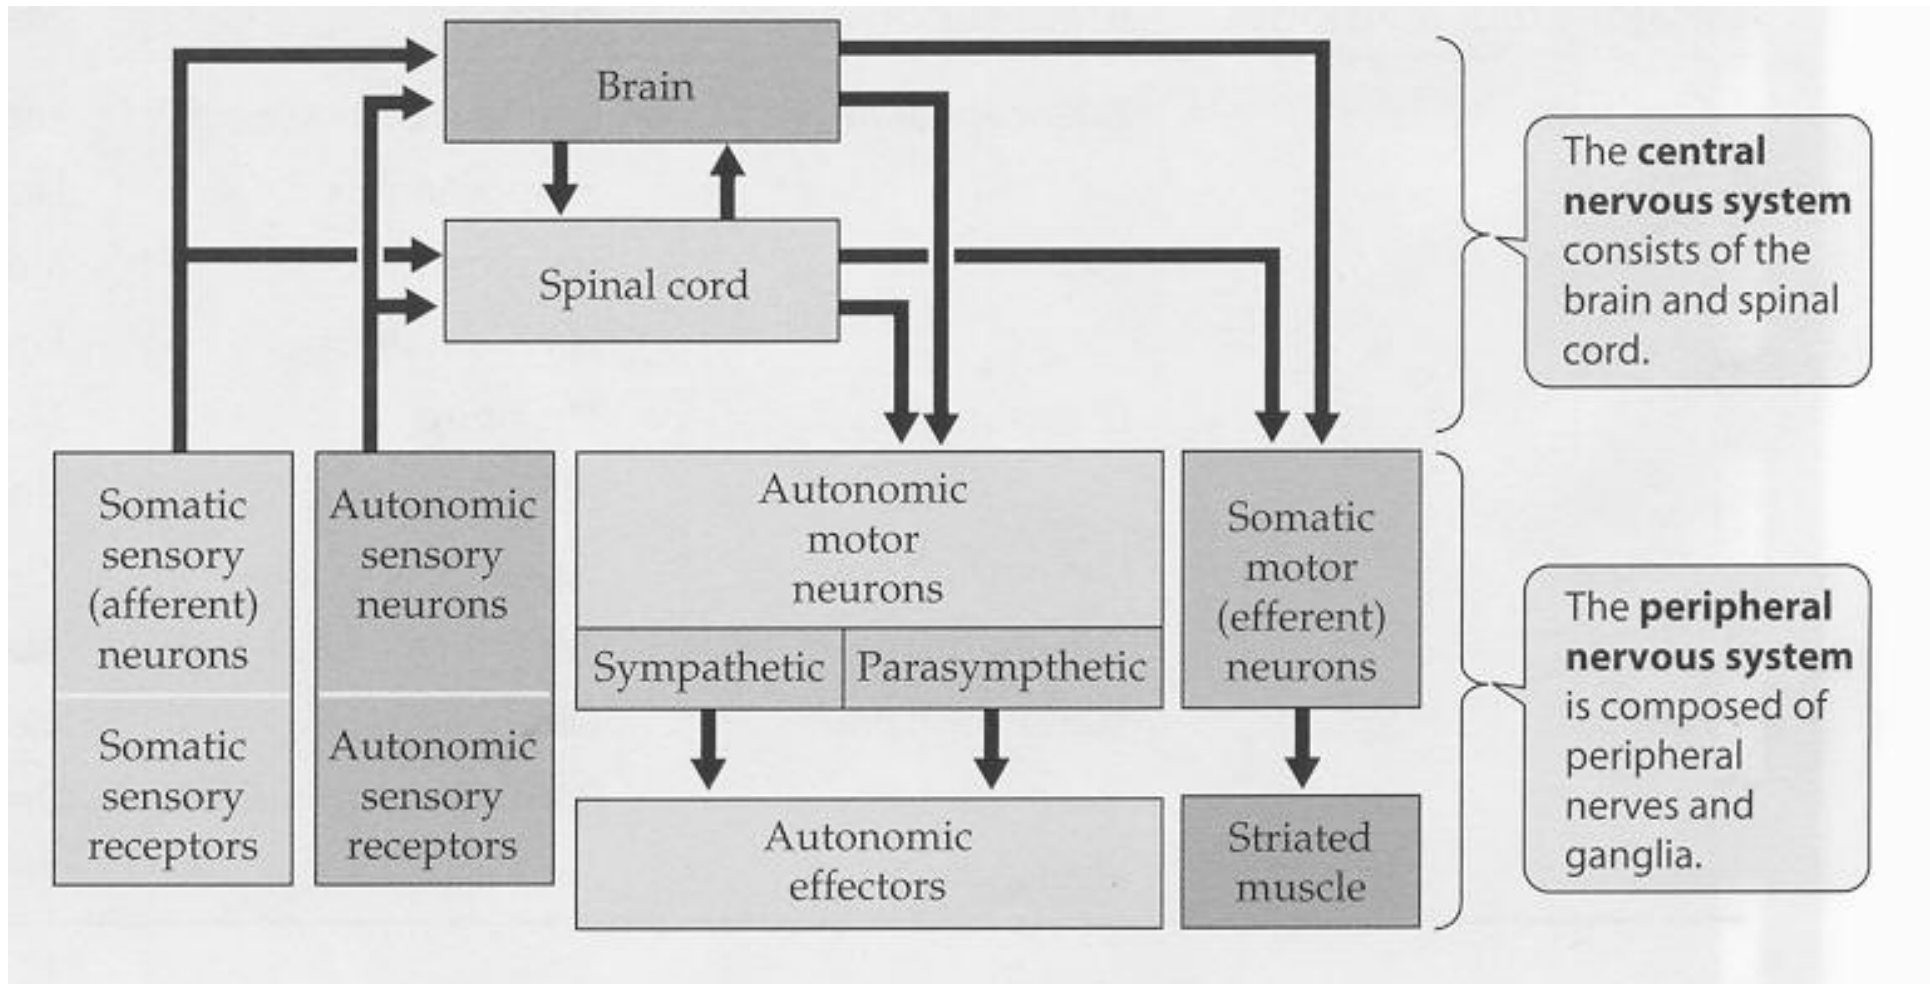 Brain
Spinal cord
The central
nervous system
consists of the
brain and spinal
cord.
Somatic
sensory
(afferent)
neurons
Somatic
sensory
receptors
Autonomic
sensory
neurons
Autonomic
sensory
receptors
Autonomic
motor
neurons
Sympathetic
Parasympthetic
Autonomic
effectors
Somatic
motor
(efferent)
neurons
Striated
muscle
The peripheral
nervous system
is composed of
peripheral
nerves and
ganglia.